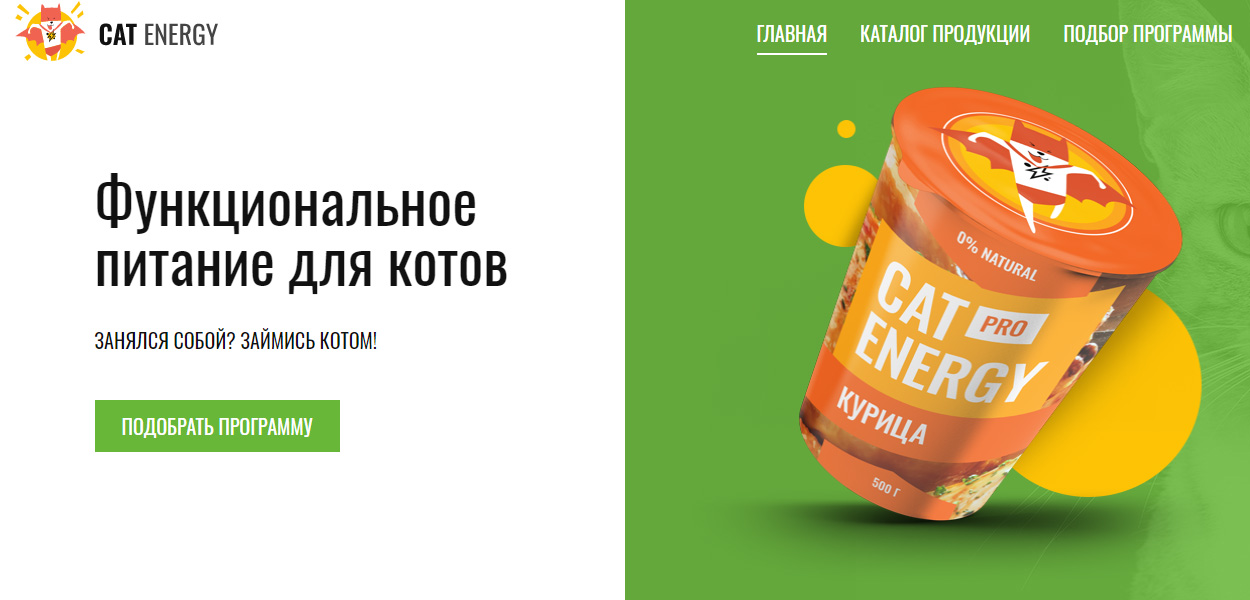 CAT ENERGY
ГЛАВНАЯ КАТАЛОГ ПРОДУКЦИИ ПОДБОР ПРОГРАММЫ
Функциональное
питание для котов
ЗАНЯЛСЯ СОБОЙ? ЗАЙМИСЬ КОТОМ!
ПОДОБРАТЬ ПРОГРАММУ
0% NATURAL
CAT PRO
ENERGY
КУРИЦА
500 Г